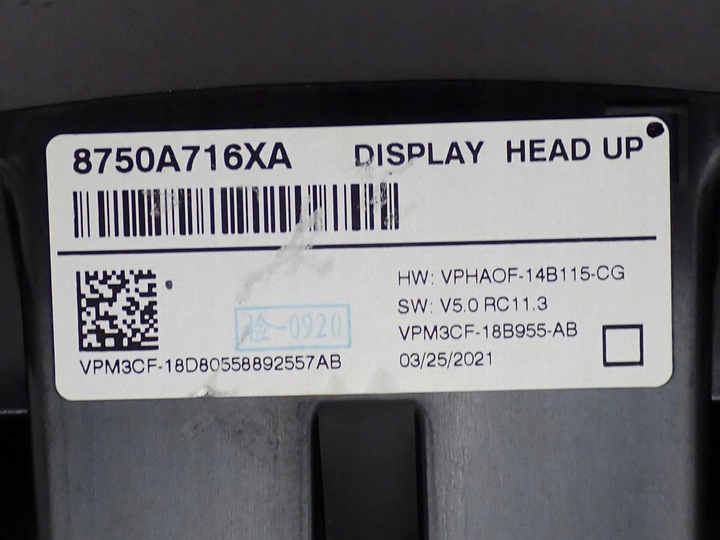 8750A716XA DISPLAY HEAD UP
HW: VPHAOF-14B115-CG
SW: V5.0 RC11.3
VPM3CF-18B955-AB
03/25/2021
检-0920
VPM3CF-18D80558892557AB